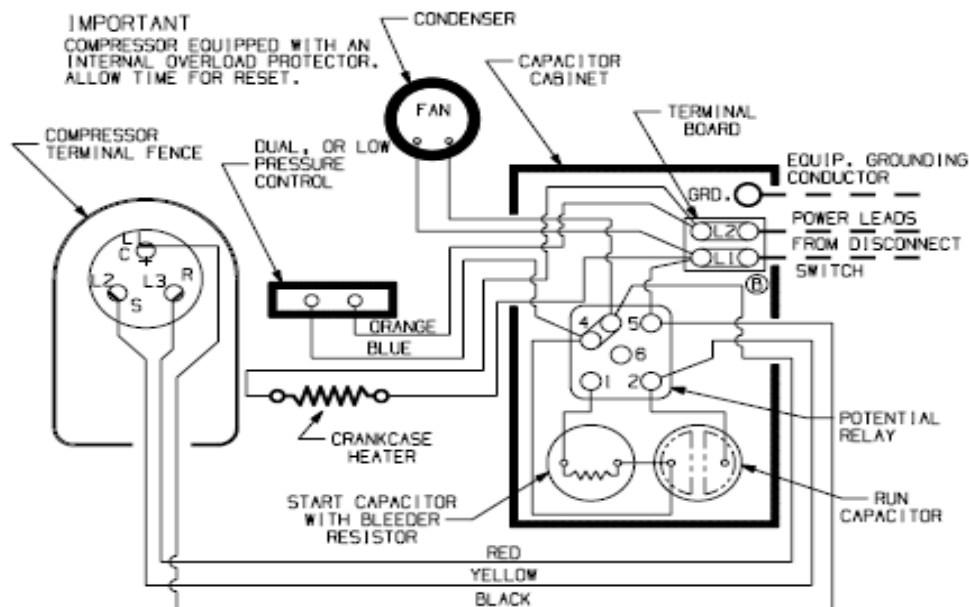 IMPORTANT
COMPRESSOR EQUIPPED WITH AN
INTERNAL OVERLOAD PROTECTOR.
ALLOW TIME FOR RESET.
CONDENSER
FAN
CAPACITOR
CABINET
TERMINAL
BOARD
COMPRESSOR
TERMINAL FENCE
DUAL, OR LOW
PRESSURE
CONTROL
EQUIP. GROUNDING
CONDUCTOR
GRD.
POWER LEADS
L2
FROM DISCONNECT
L1
SWITCH
B
L1
C
L2
L3
R
S
4
5
6
1
2
ORANGE
BLUE
CRANKCASE
HEATER
POTENTIAL
RELAY
START CAPACITOR
WITH BLEEDER
RESISTOR
RUN
CAPACITOR
RED
YELLOW
BLACK